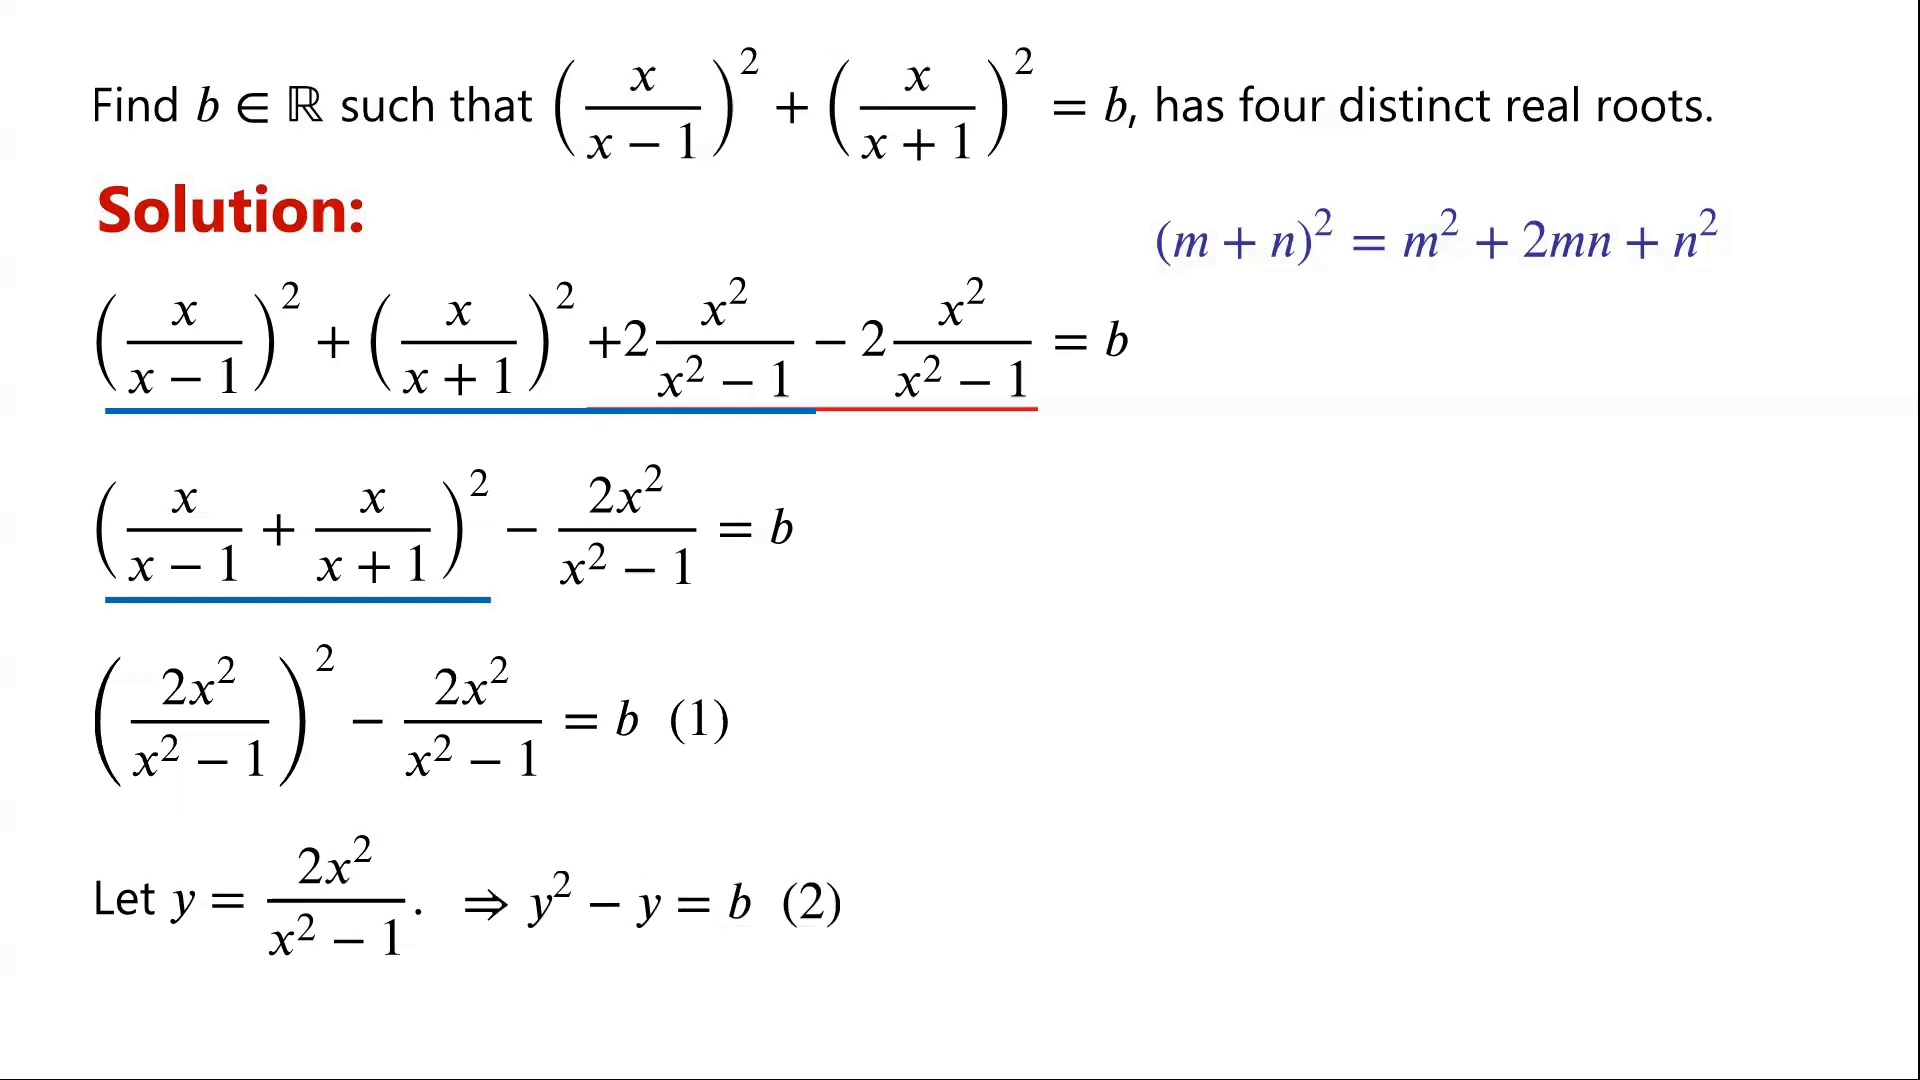 Find b ∈ ℝ such that (x/(x − 1))² + (x/(x + 1))² = b, has four distinct real roots.
Solution:
(m + n)² = m² + 2mn + n²
(x/(x − 1))² + (x/(x + 1))² +2 x²/(x² − 1) − 2 x²/(x² − 1) = b
(x/(x − 1) + x/(x + 1))² − 2x²/(x² − 1) = b
(2x²/(x² − 1))² − 2x²/(x² − 1) = b (1)
Let y = 2x²/(x² − 1). ⇒ y² − y = b (2)